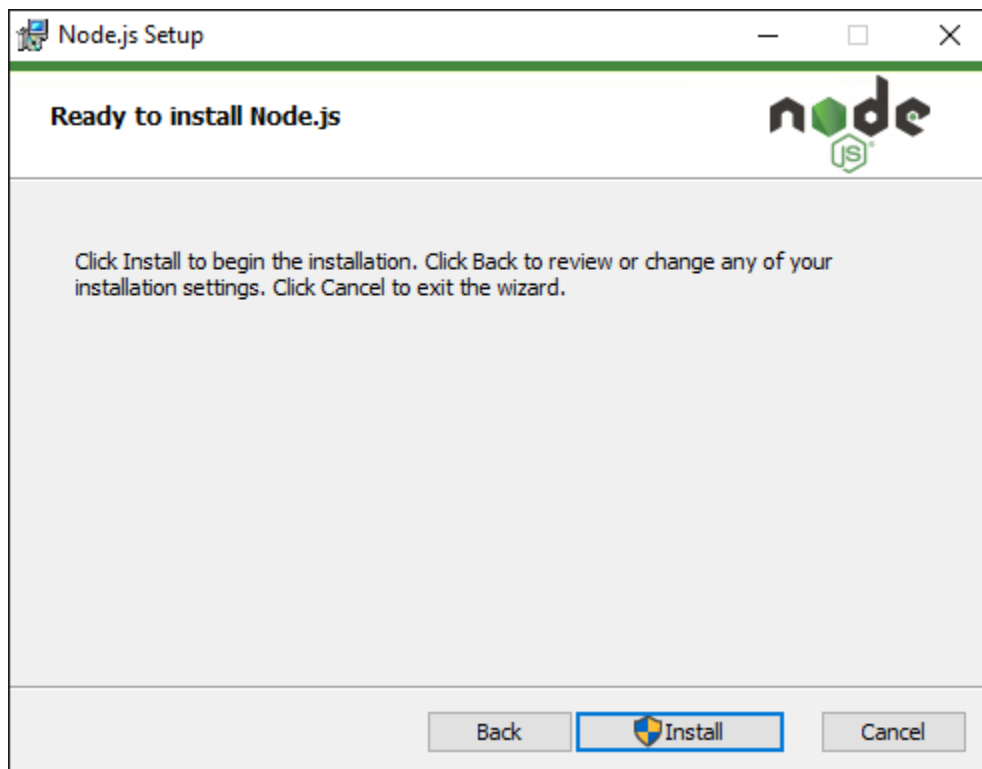 Node.js Setup
Ready to install Node.js
node
JS
Click Install to begin the installation. Click Back to review or change any of your
installation settings. Click Cancel to exit the wizard.
Back
Install
Cancel